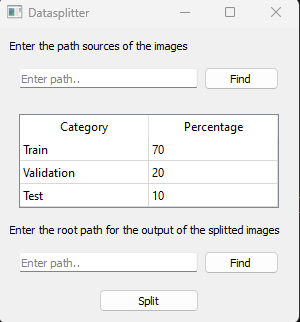 Datasplitter
Enter the path sources of the images
Enter path..
Find
Category Percentage
Train 70
Validation 20
Test 10
Enter the root path for the output of the splitted images
Enter path..
Find
Split